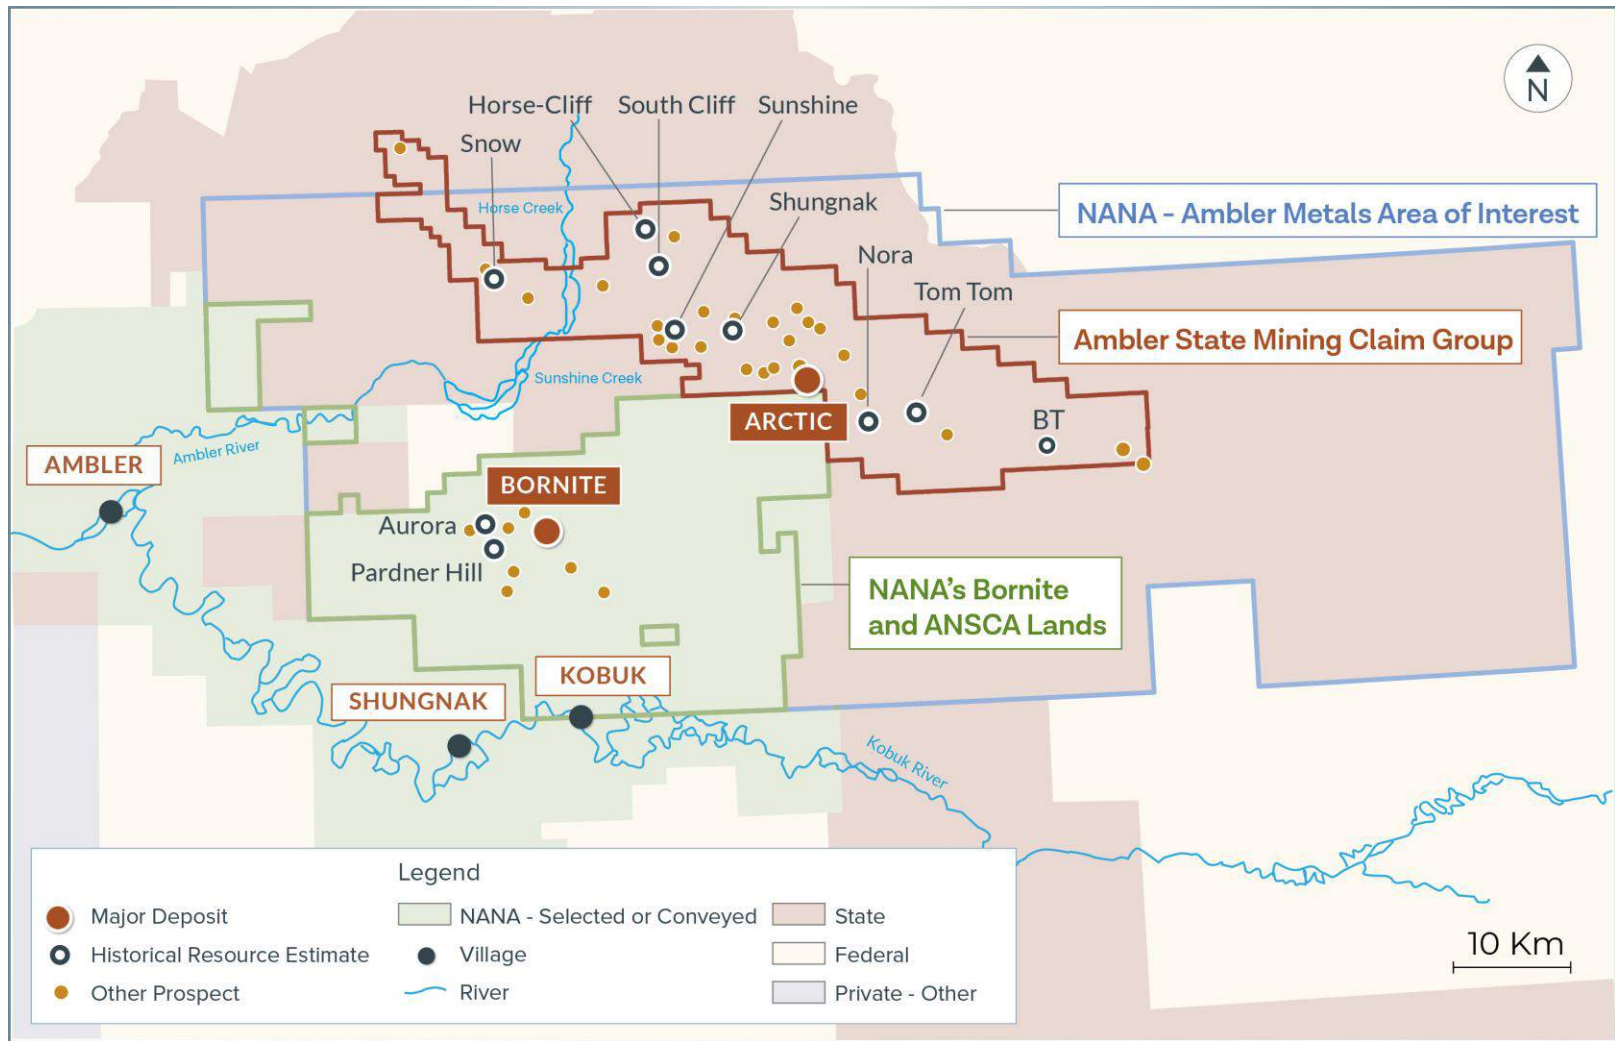 N
Horse-Cliff
South Cliff
Sunshine
Snow
Shungnak
Horse Creek
NANA - Ambler Metals Area of Interest
Nora
Tom Tom
Ambler State Mining Claim Group
Sunshine Creek
ARCTIC
BT
Ambler River
AMBLER
BORNITE
Aurora
Pardner Hill
NANA's Bornite
and ANSCA Lands
KOBUK
SHUNGNAK
Kobuk River
Legend
Major Deposit
NANA - Selected or Conveyed
State
Historical Resource Estimate
Village
Federal
Other Prospect
River
Private - Other
10 Km